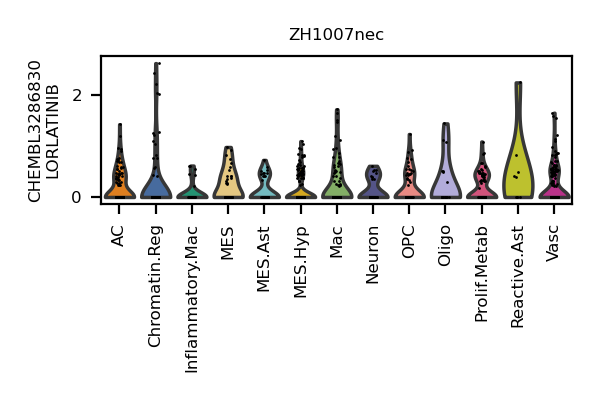 ZH1007nec
CHEMBL3286830
LORLATINIB
2
0
AC
Chromatin.Reg
Inflammatory.Mac
MES
MES.Ast
MES.Hyp
Mac
Neuron
OPC
Oligo
Prolif.Metab
Reactive.Ast
Vasc